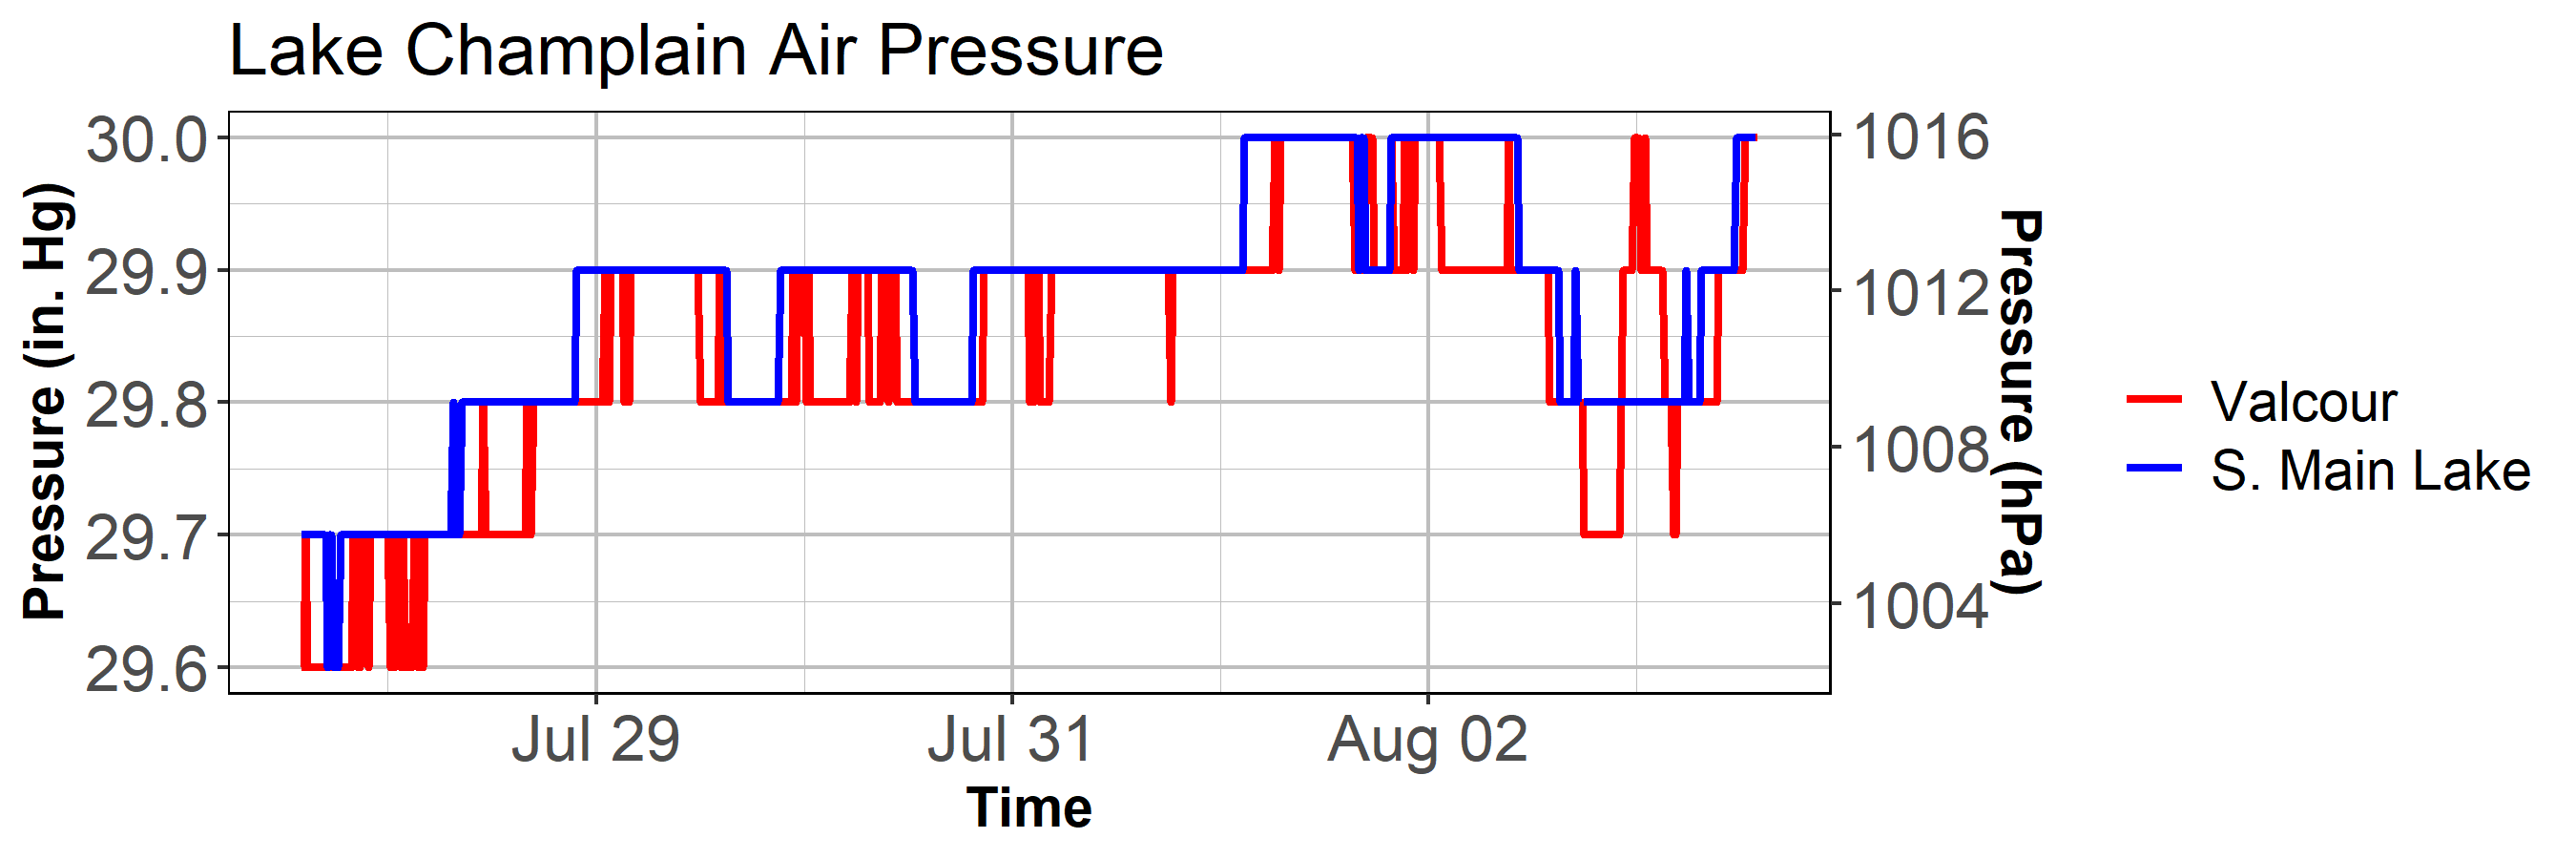 Lake Champlain Air Pressure
Pressure (in. Hg)
30.0
29.9
29.8
29.7
29.6
1016
1012
1008
1004
Pressure (hPa)
Valcour
S. Main Lake
Jul 29
Jul 31
Aug 02
Time